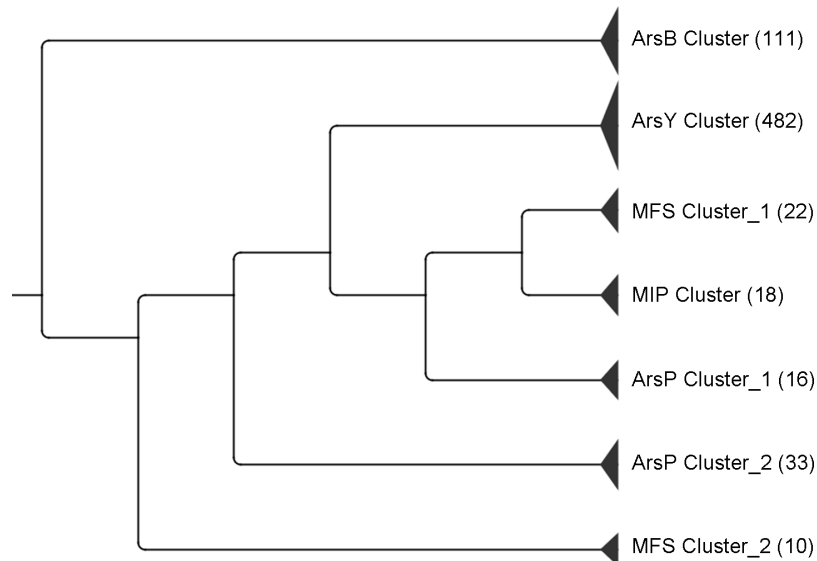 ArsB Cluster (111)
ArsY Cluster (482)
MFS Cluster_1 (22)
MIP Cluster (18)
ArsP Cluster_1 (16)
ArsP Cluster_2 (33)
MFS Cluster_2 (10)